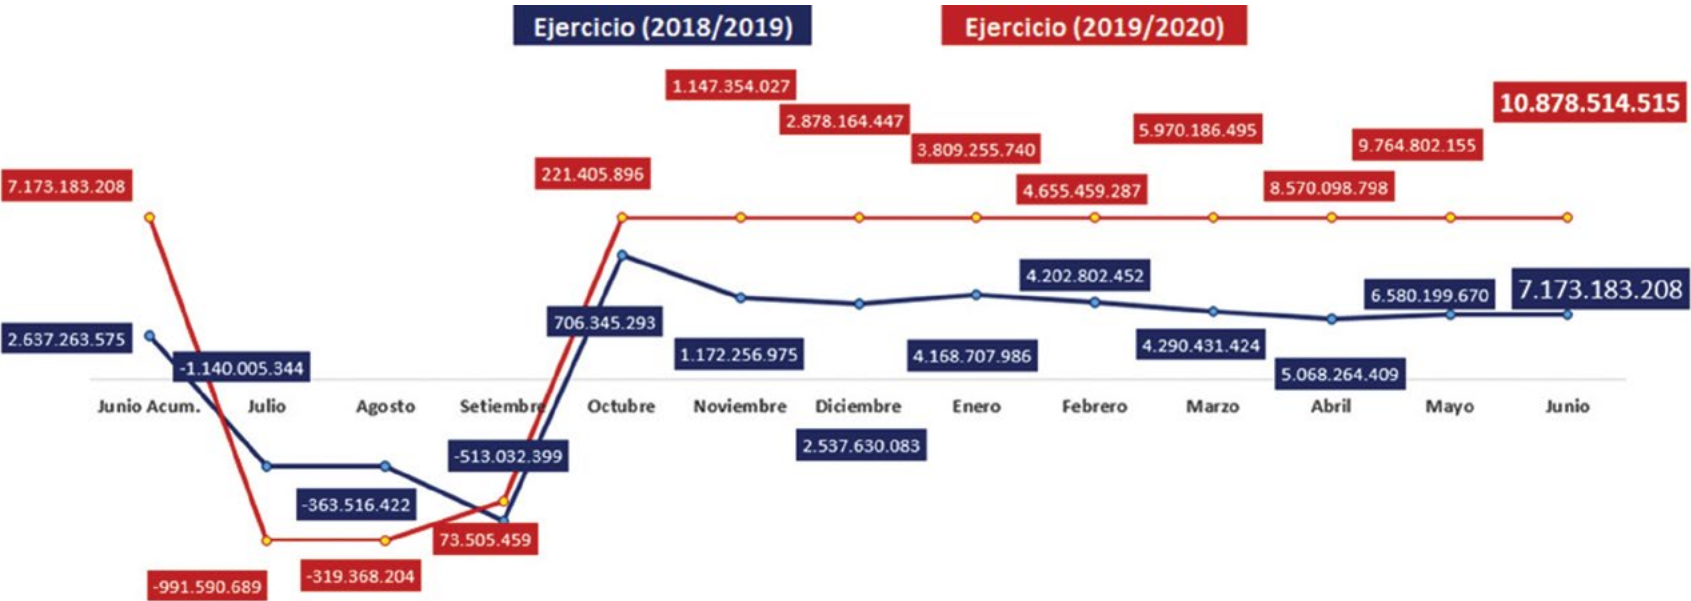 Ejercicio (2018/2019)
Ejercicio (2019/2020)
1.147.354.027
2.878.164.447
10.878.514.515
5.970.186.495
9.764.802.155
3.809.255.740
221.405.896
7.173.183.208
4.655.459.287
8.570.098.798
4.202.802.452
6.580.199.670
7.173.183.208
706.345.293
2.637.263.575
1.172.256.975
4.168.707.986
4.290.431.424
-1.140.005.344
5.068.264.409
Junio Acum.
Julio
Agosto
Setiembre
Octubre
Noviembre
Diciembre
Enero
Febrero
Marzo
Abril
Mayo
Junio
2.537.630.083
-513.032.399
-363.516.422
73.505.459
-319.368.204
-991.590.689